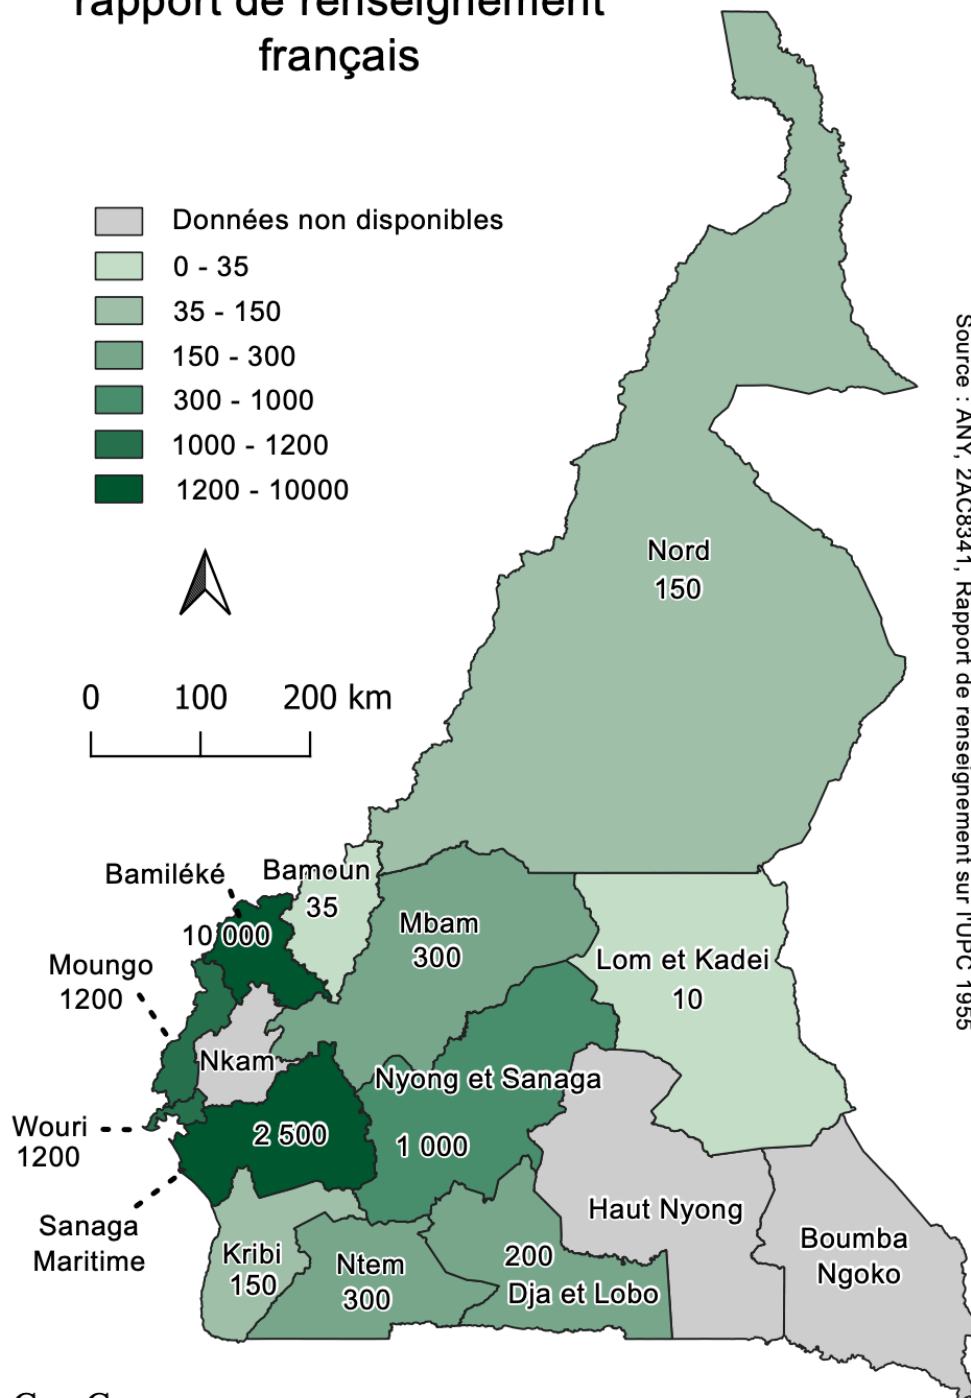 rapport de renseignement
français
Données non disponibles
0 - 35
35 - 150
150 - 300
300 - 1000
1000 - 1200
1200 - 10000
0 100 200 km
Source : ANY, 2AC8341, Rapport de renseignement sur l'UPC 1955
Nord
150
Bamiléké
10 000
Bamoun
35
Mbam
300
Lom et Kadei
10
Moungo
1200
Nkam
Nyong et Sanaga
1 000
Wouri
1200
2 500
Sanaga
Maritime
Haut Nyong
Boumba
Ngoko
Kribi
150
Ntem
300
200
Dja et Lobo